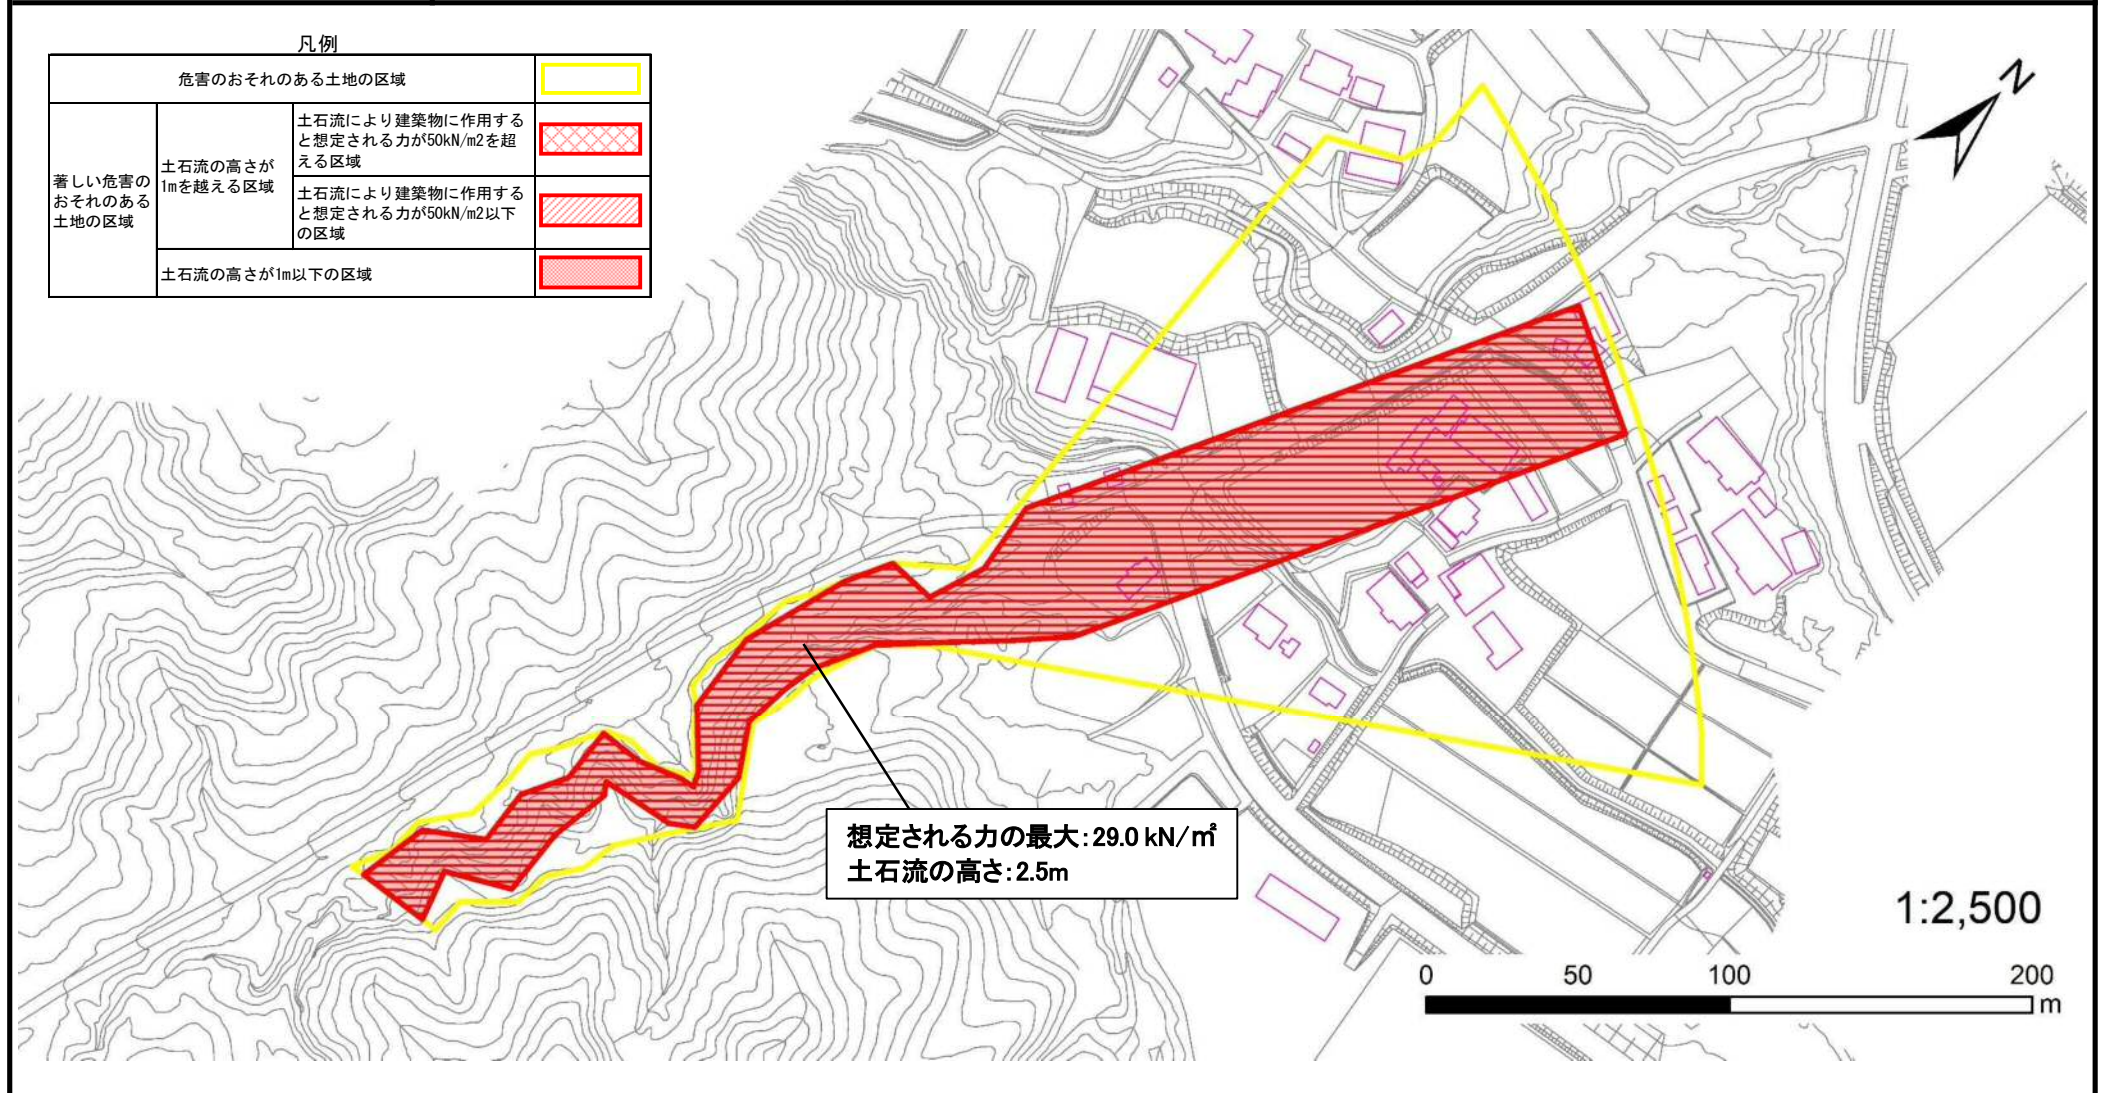 凡例
危害のおそれのある土地の区域
著しい危害の
おそれのある
土地の区域
土石流の高さが
1mを越える区域
土石流により建築物に作用する
と想定される力が50kN/m2を超
える区域
土石流により建築物に作用する
と想定される力が50kN/m2以下
の区域
土石流の高さが1m以下の区域
N
想定される力の最大:29.0 kN/㎡
土石流の高さ:2.5m
1:2,500
0 50 100 200
m